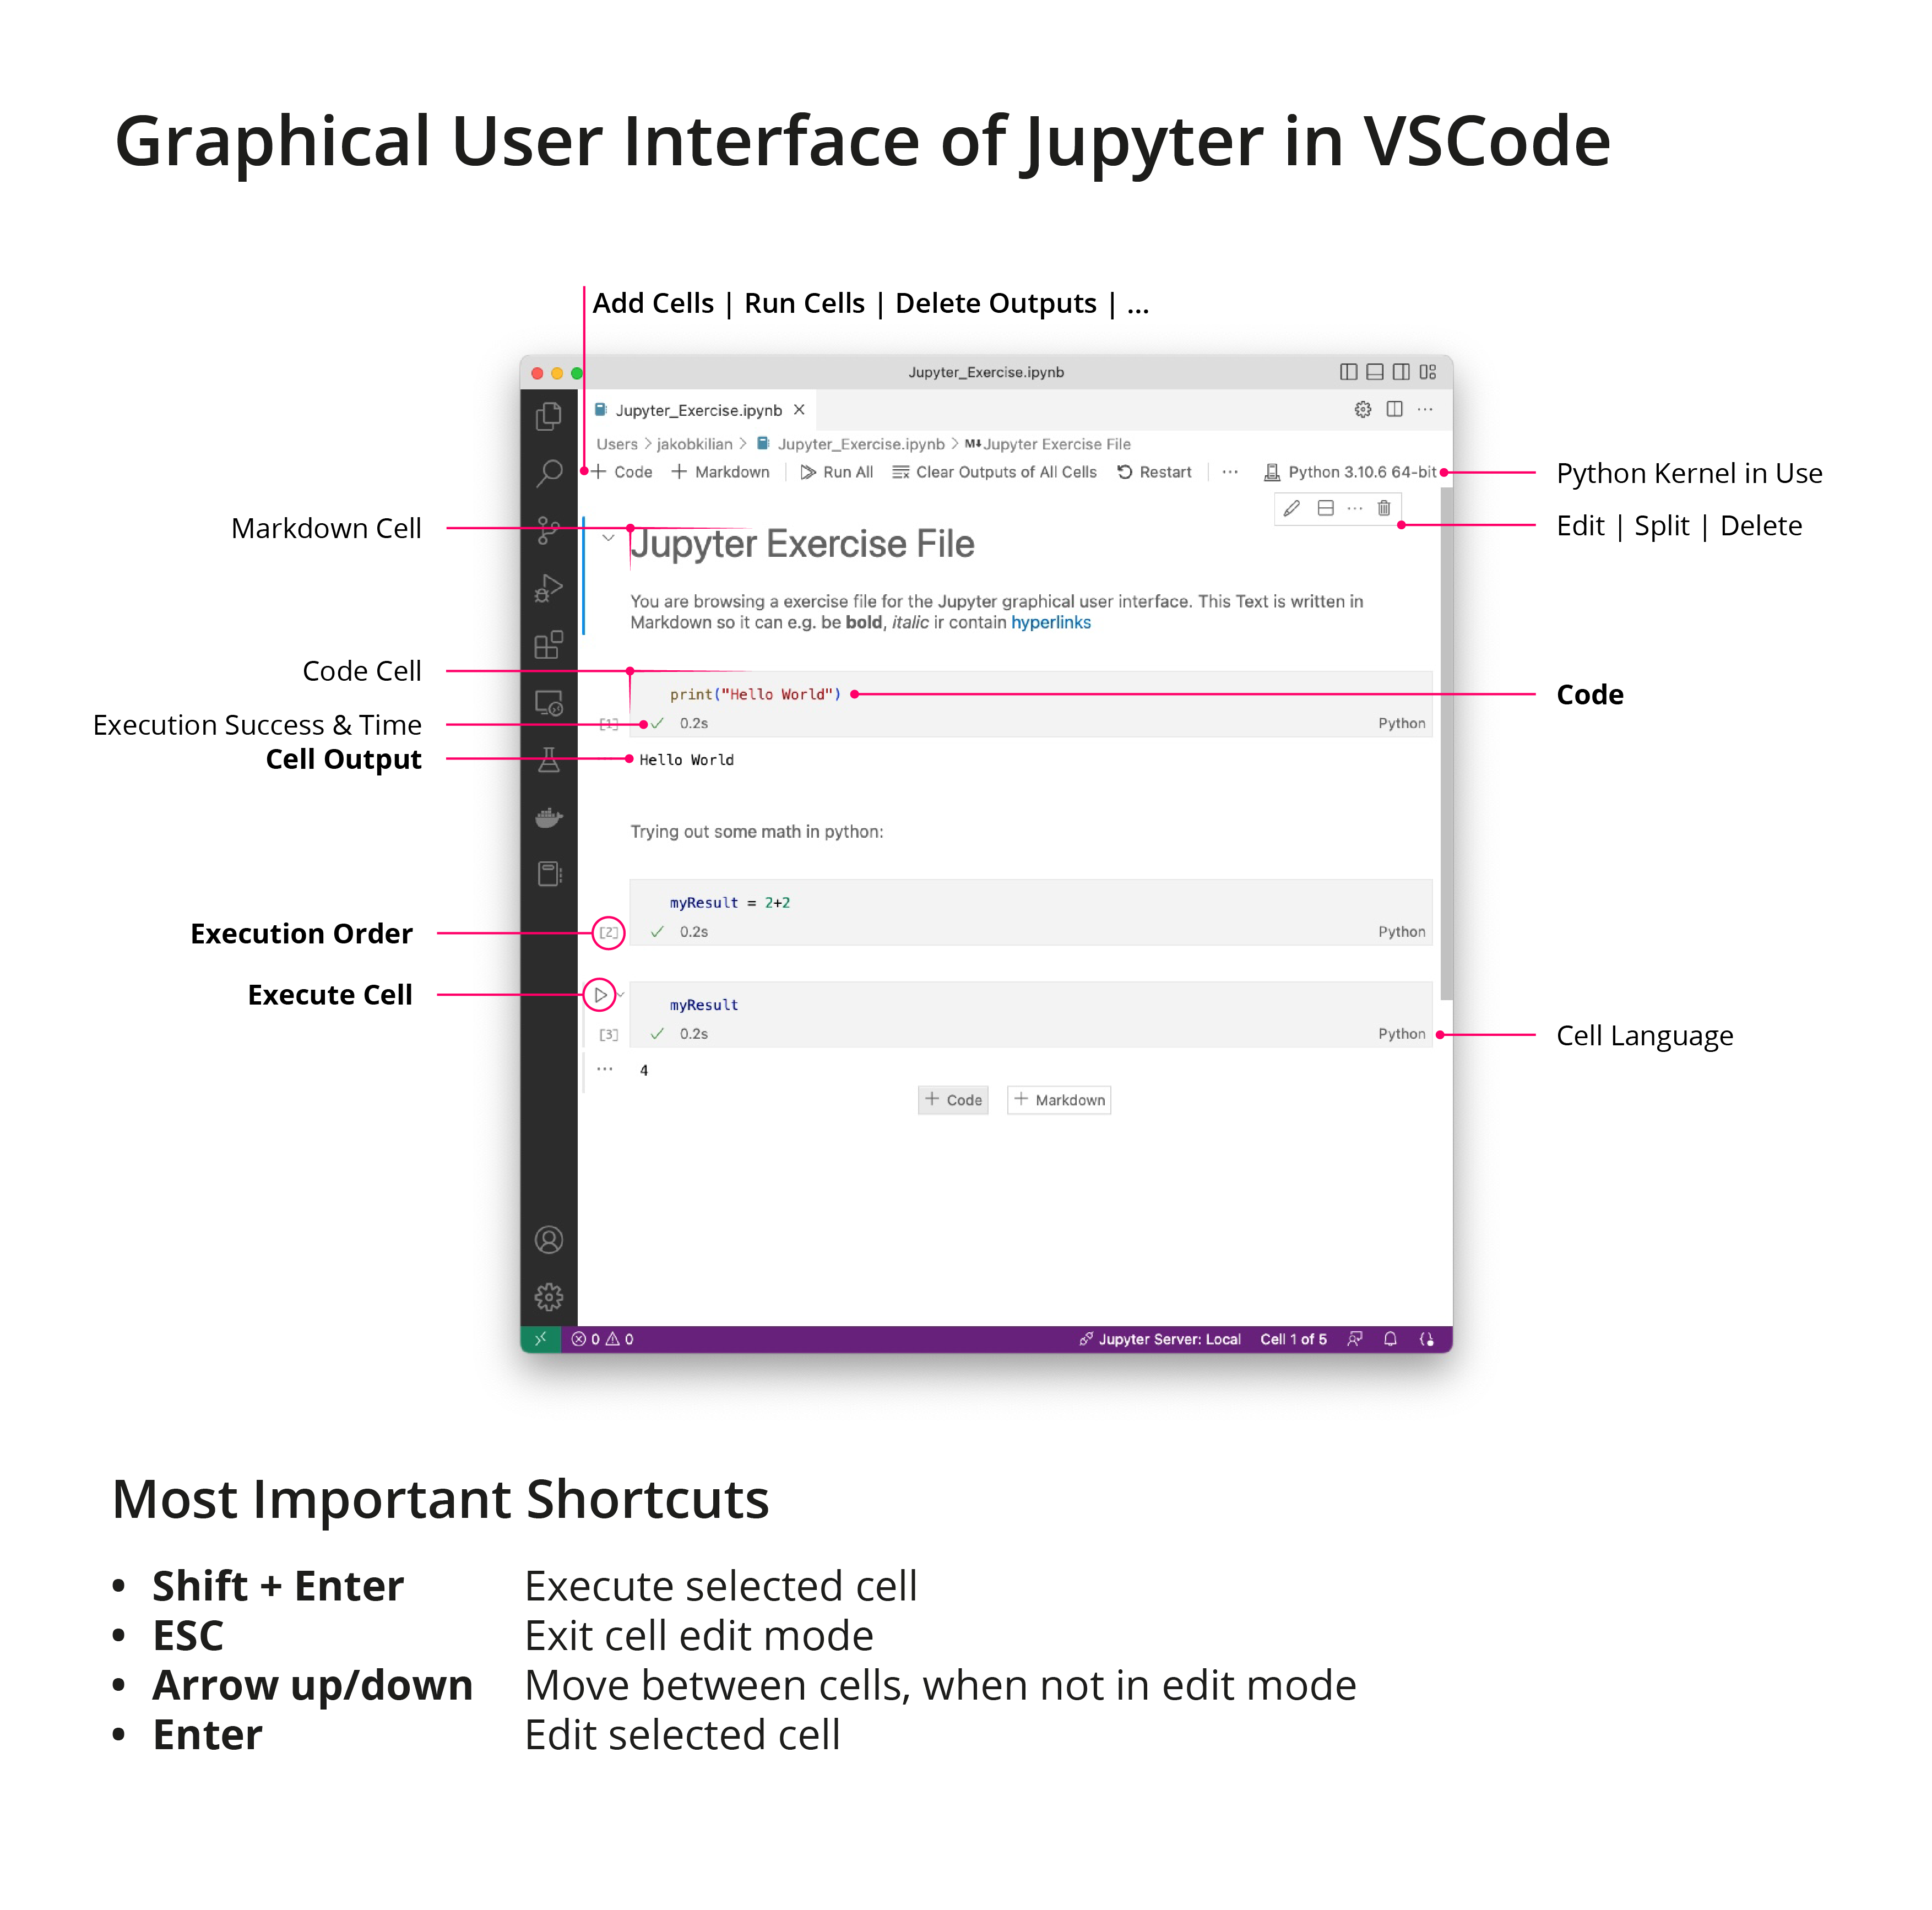 Graphical User Interface of Jupyter in VSCode
Add Cells | Run Cells | Delete Outputs | ...
Jupyter_Exercise.ipynb
Jupyter_Exercise.ipynb
Users > jakobkilian > Jupyter_Exercise.ipynb > M↓ Jupyter Exercise File
+ Code + Markdown Run All Clear Outputs of All Cells Restart ... Python 3.10.6 64-bit
Python Kernel in Use
Edit | Split | Delete
Markdown Cell
Jupyter Exercise File
You are browsing a exercise file for the Jupyter graphical user interface. This Text is written in
Markdown so it can e.g. be bold, italic ir contain hyperlinks
Code Cell
print("Hello World")
Code
Execution Success & Time
[1] ✓ 0.2s Python
Cell Output
Hello World
Trying out some math in python:
myResult = 2+2
Execution Order
[2] ✓ 0.2s Python
Execute Cell
myResult
[3] ✓ 0.2s Python
Cell Language
... 4
+ Code + Markdown
0 0 Jupyter Server: Local Cell 1 of 5
Most Important Shortcuts
• Shift + Enter Execute selected cell
• ESC Exit cell edit mode
• Arrow up/down Move between cells, when not in edit mode
• Enter Edit selected cell